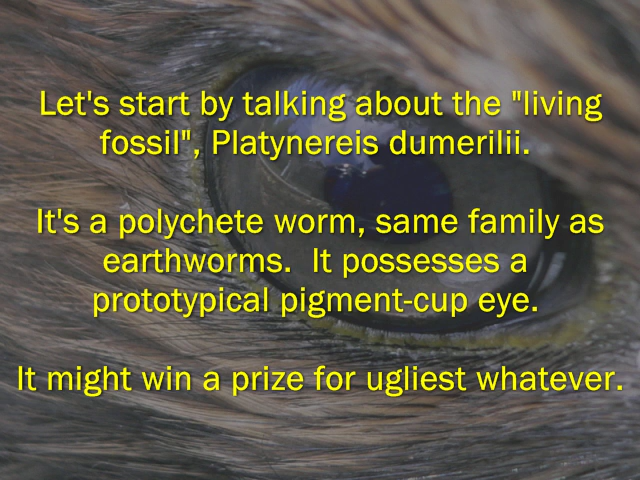 Let's start by talking about the "living
fossil", Platynereis dumerilii.
It's a polychete worm, same family as
earthworms. It possesses a
prototypical pigment-cup eye.
It might win a prize for ugliest whatever.